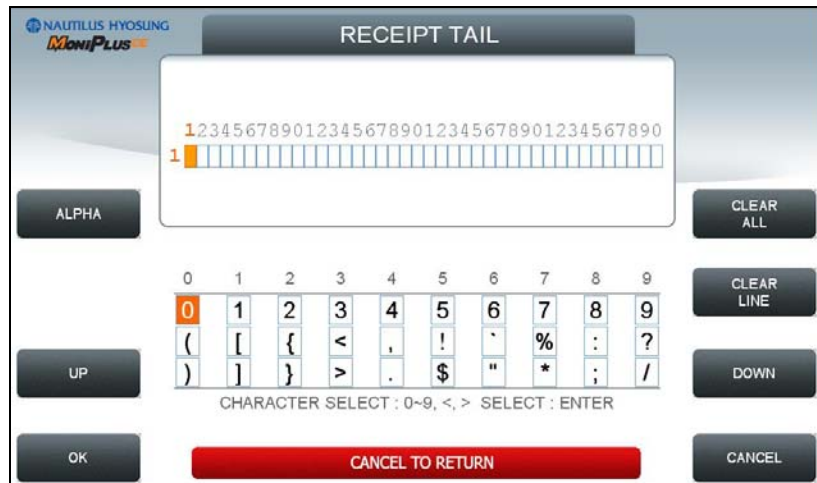 NAUTILUS HYOSUNG
MoniPlus CE
RECEIPT TAIL
1234567890123456789012345678901234567890
1
ALPHA
CLEAR ALL
0 1 2 3 4 5 6 7 8 9
CLEAR LINE
0 1 2 3 4 5 6 7 8 9
( [ { < , ! ` % : ?
UP
) ] } > . $ " * ; /
DOWN
CHARACTER SELECT : 0~9, <, > SELECT : ENTER
OK
CANCEL TO RETURN
CANCEL